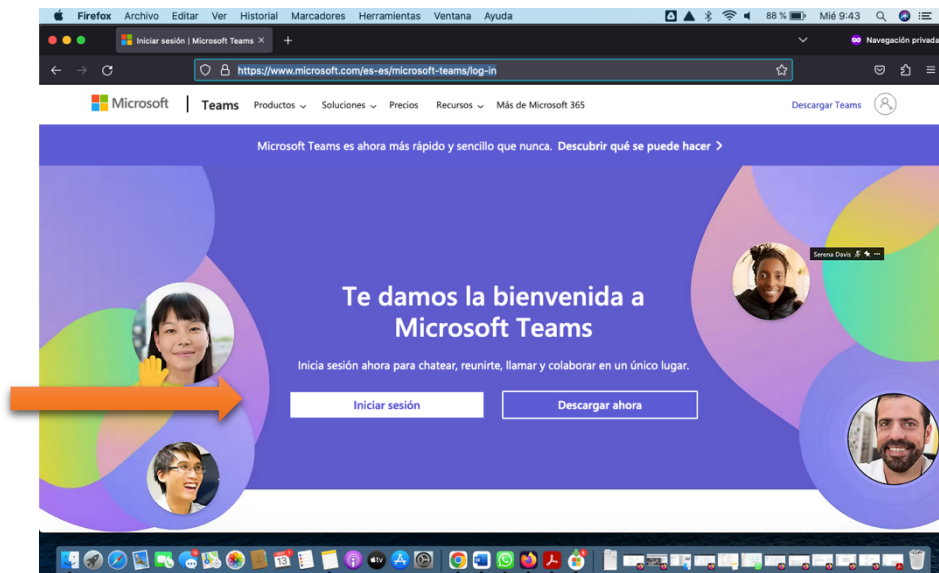 Firefox Archivo Editar Ver Historial Marcadores Herramientas Ventana Ayuda 88 % Mié 9:43
Iniciar sesión | Microsoft Teams × + Navegación privada
https://www.microsoft.com/es-es/microsoft-teams/log-in
Microsoft Teams Productos Soluciones Precios Recursos Más de Microsoft 365 Descargar Teams
Microsoft Teams es ahora más rápido y sencillo que nunca. Descubrir qué se puede hacer >
Serena Davis
Te damos la bienvenida a
Microsoft Teams
Inicia sesión ahora para chatear, reunirte, llamar y colaborar en un único lugar.
Iniciar sesión Descargar ahora
tv